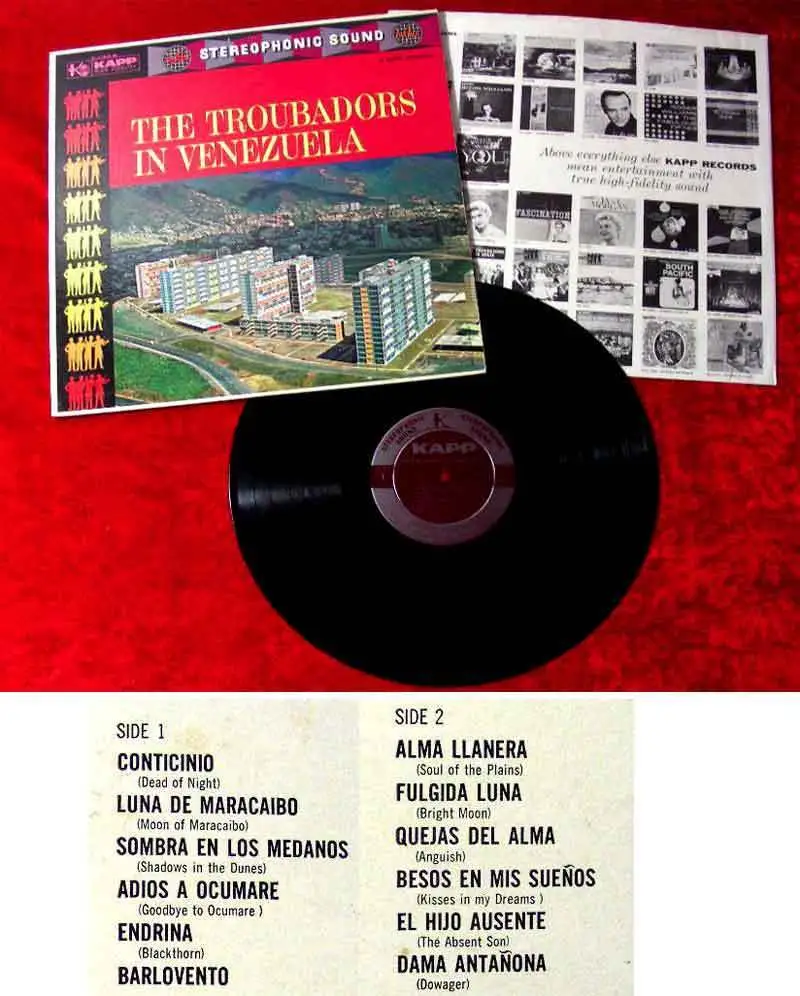 KAPP
STEREOPHONIC SOUND
THE TROUBADORS
IN VENEZUELA
YOU
Above everything else KAPP RECORDS
mean entertainment with
true high-fidelity sound
FASCINATION
SOUTH
PACIFIC
KAPP
SIDE 1
CONTICINIO
(Dead of Night)
LUNA DE MARACAIBO
(Moon of Maracaibo)
SOMBRA EN LOS MEDANOS
(Shadows in the Dunes)
ADIOS A OCUMARE
(Goodbye to Ocumare )
ENDRINA
(Blackthorn)
BARLOVENTO
SIDE 2
ALMA LLANERA
(Soul of the Plains)
FULGIDA LUNA
(Bright Moon)
QUEJAS DEL ALMA
(Anguish)
BESOS EN MIS SUEÑOS
(Kisses in my Dreams )
EL HIJO AUSENTE
(The Absent Son)
DAMA ANTAÑONA
(Dowager)